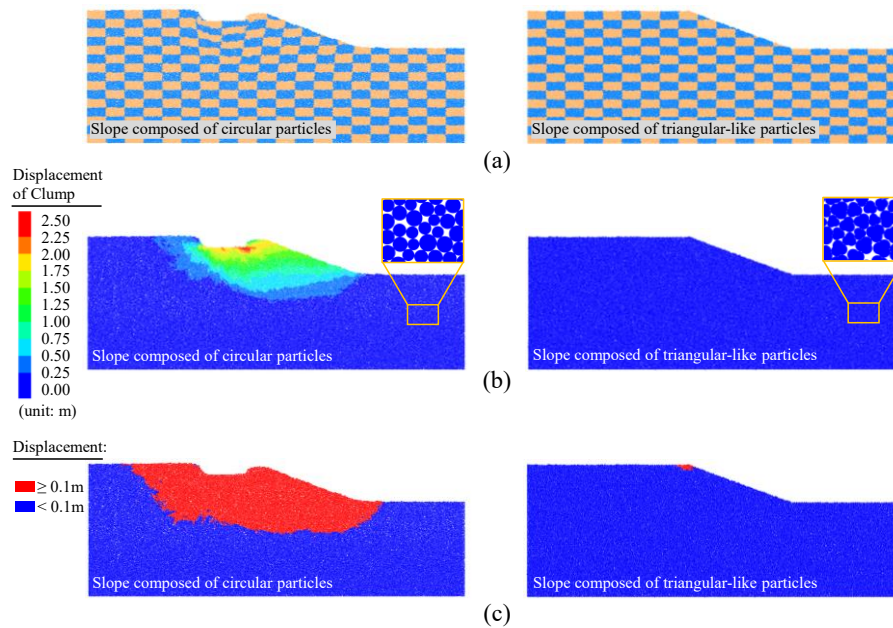 Slope composed of circular particles
Slope composed of triangular-like particles
(a)
Displacement
of Clump
2.50
2.25
2.00
1.75
1.50
1.25
1.00
0.75
0.50
0.25
0.00
(unit: m)
Slope composed of circular particles
Slope composed of triangular-like particles
(b)
Displacement:
≥ 0.1m
< 0.1m
Slope composed of circular particles
Slope composed of triangular-like particles
(c)